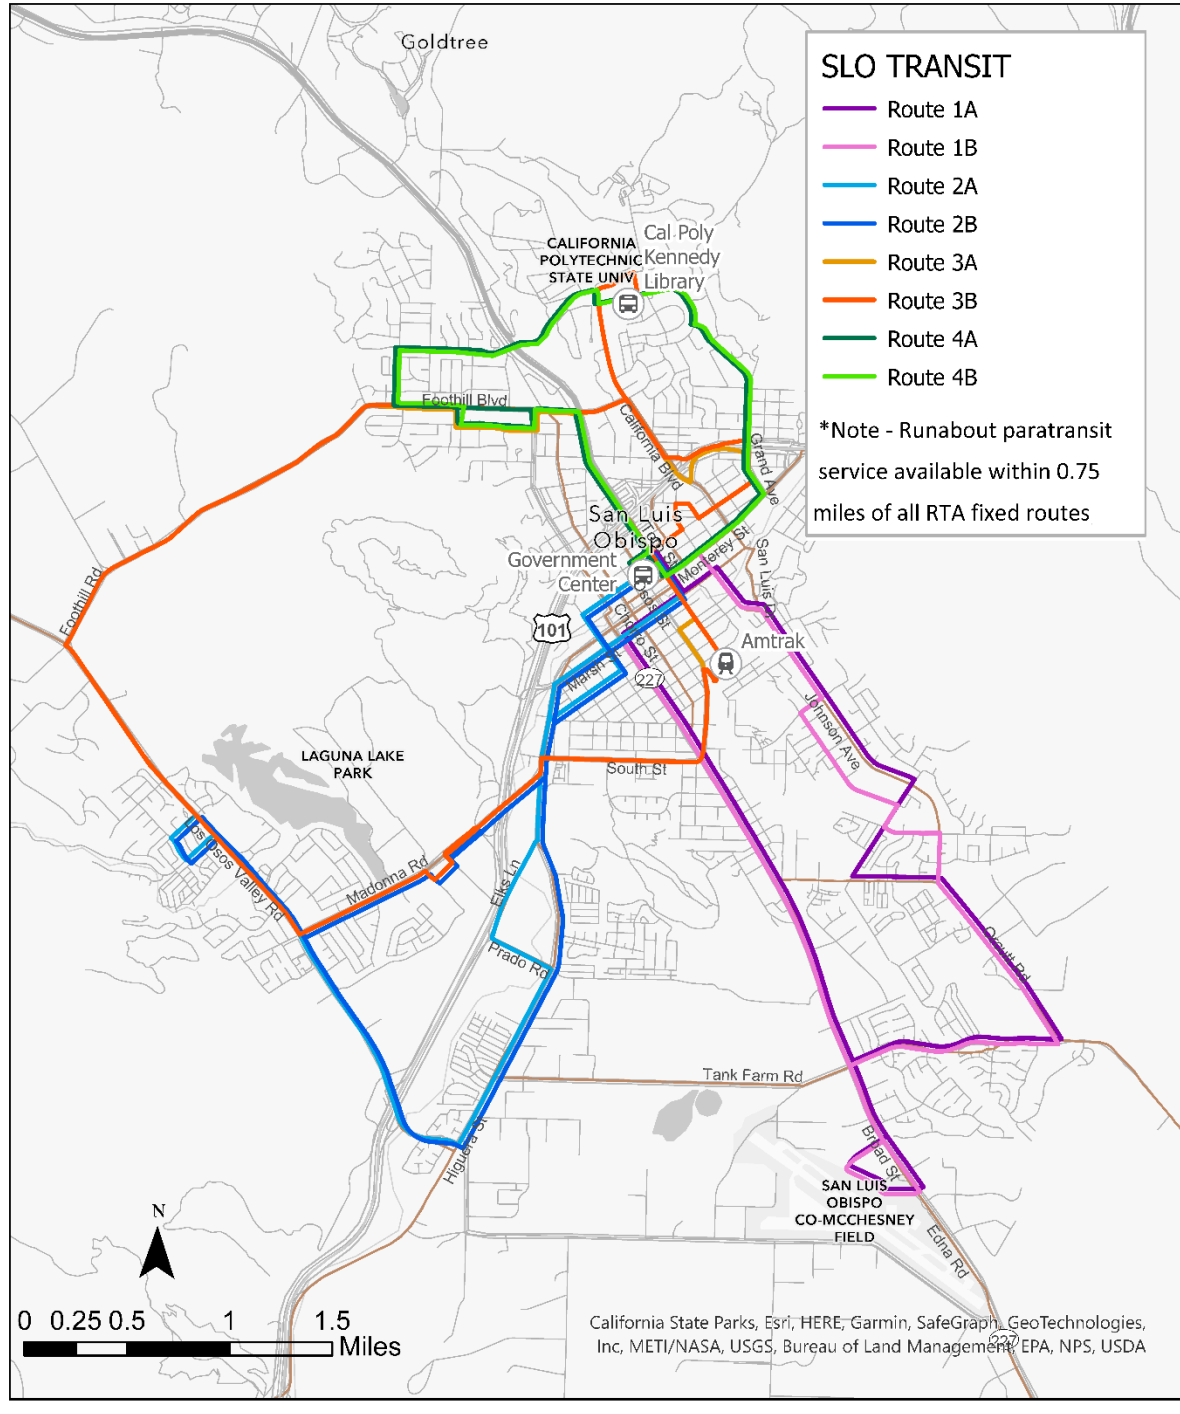 Goldtree
SLO TRANSIT
Route 1A
Route 1B
Route 2A
Route 2B
Route 3A
Route 3B
Route 4A
Route 4B
*Note - Runabout paratransit
service available within 0.75
miles of all RTA fixed routes
CALIFORNIA
POLYTECHNIC
STATE UNIV
Cal Poly
Kennedy
Library
Foothill Blvd
California Blvd
Grand Ave
San Luis
Obispo
Monterey St
Government
Center
Chorro St
101
Marsh St
227
Amtrak
Foothill Rd
Johnson Ave
LAGUNA LAKE
PARK
South St
Los Osos Valley Rd
Madonna Rd
Elks Ln
Prado Rd
Orcutt Rd
Tank Farm Rd
Higuera St
Broad St
SAN LUIS
OBISPO
CO-MCCHESNEY
FIELD
Edna Rd
N
0 0.25 0.5 1 1.5
Miles
California State Parks, Esri, HERE, Garmin, SafeGraph, GeoTechnologies,
Inc, METI/NASA, USGS, Bureau of Land Management, EPA, NPS, USDA
227